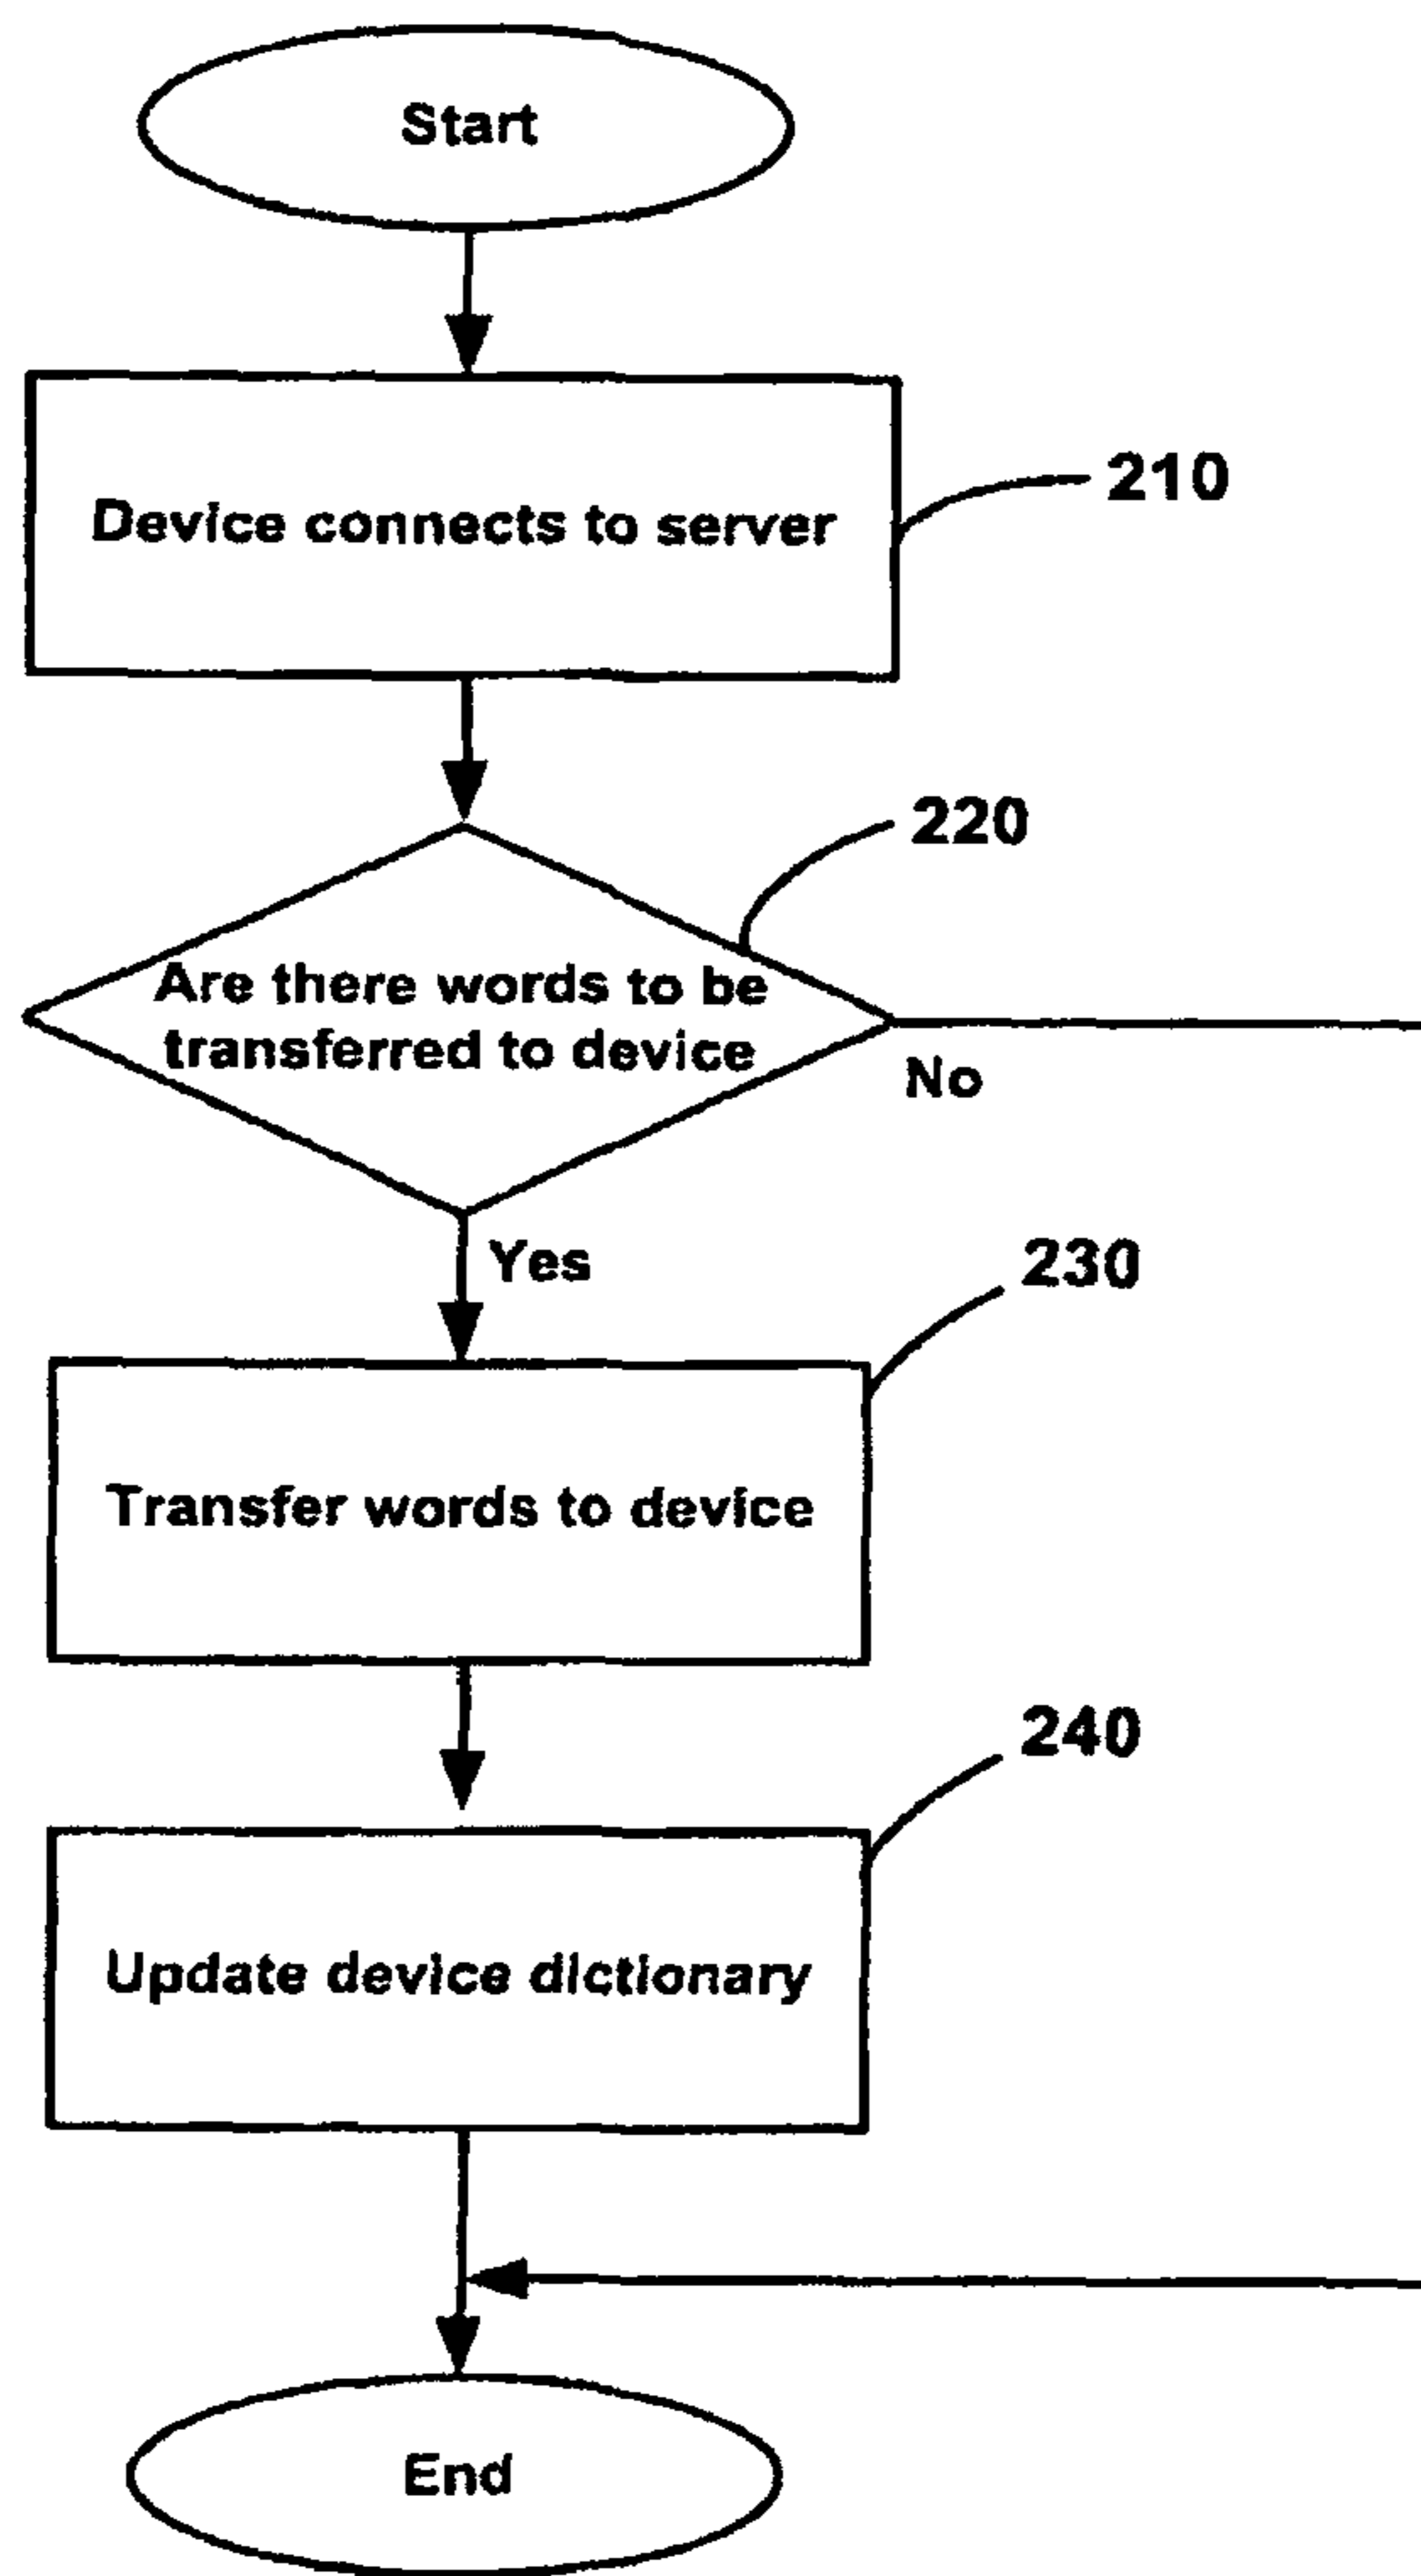 Start
Device connects to server
210
220
Are there words to be
transferred to device
No
Yes
230
Transfer words to device
240
Update device dictionary
End